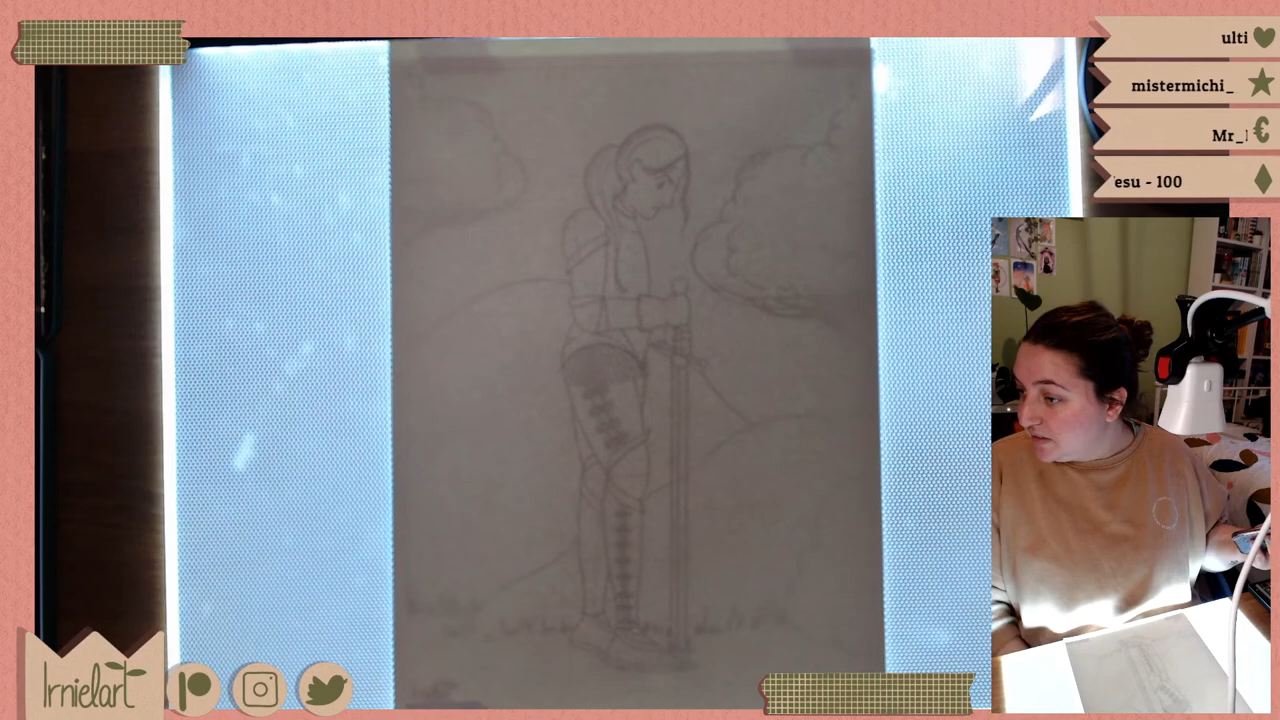 ulti
mistermichi_
Mr_
esu - 100
Irnielart